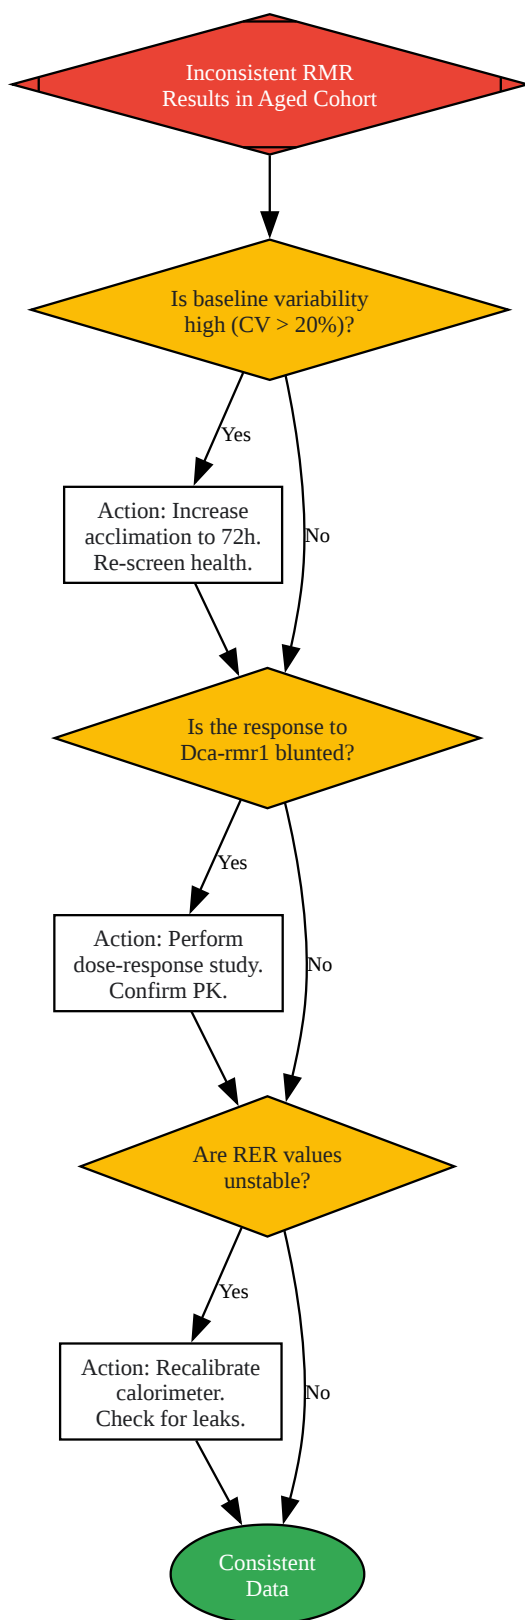 Inconsistent RMR
Results in Aged Cohort
Is baseline variability
high (CV > 20%)?
Yes
No
Action: Increase
acclimation to 72h.
Re-screen health.
Is the response to
Dca-rmr1 blunted?
Yes
No
Action: Perform
dose-response study.
Confirm PK.
Are RER values
unstable?
Yes
No
Action: Recalibrate
calorimeter.
Check for leaks.
Consistent
Data